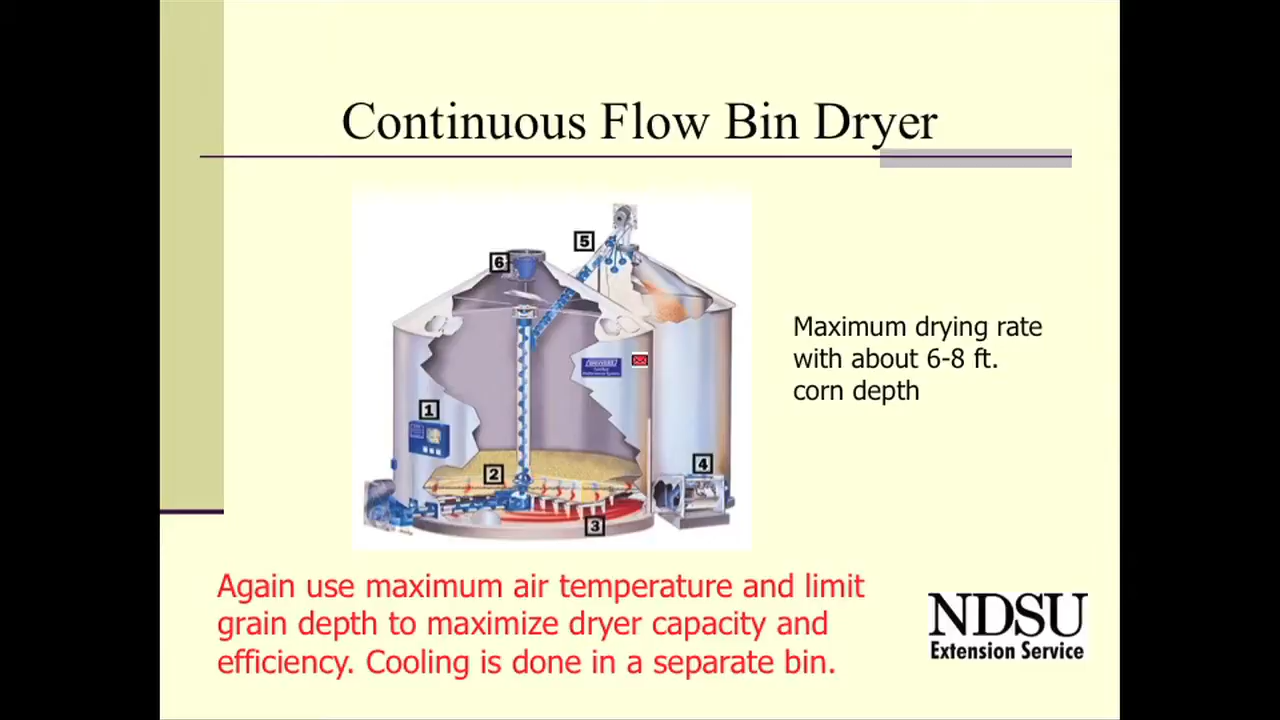 Continuous Flow Bin Dryer
5
6
1
2
4
3
Maximum drying rate
with about 6-8 ft.
corn depth
Again use maximum air temperature and limit
grain depth to maximize dryer capacity and
efficiency. Cooling is done in a separate bin.
NDSU
Extension Service